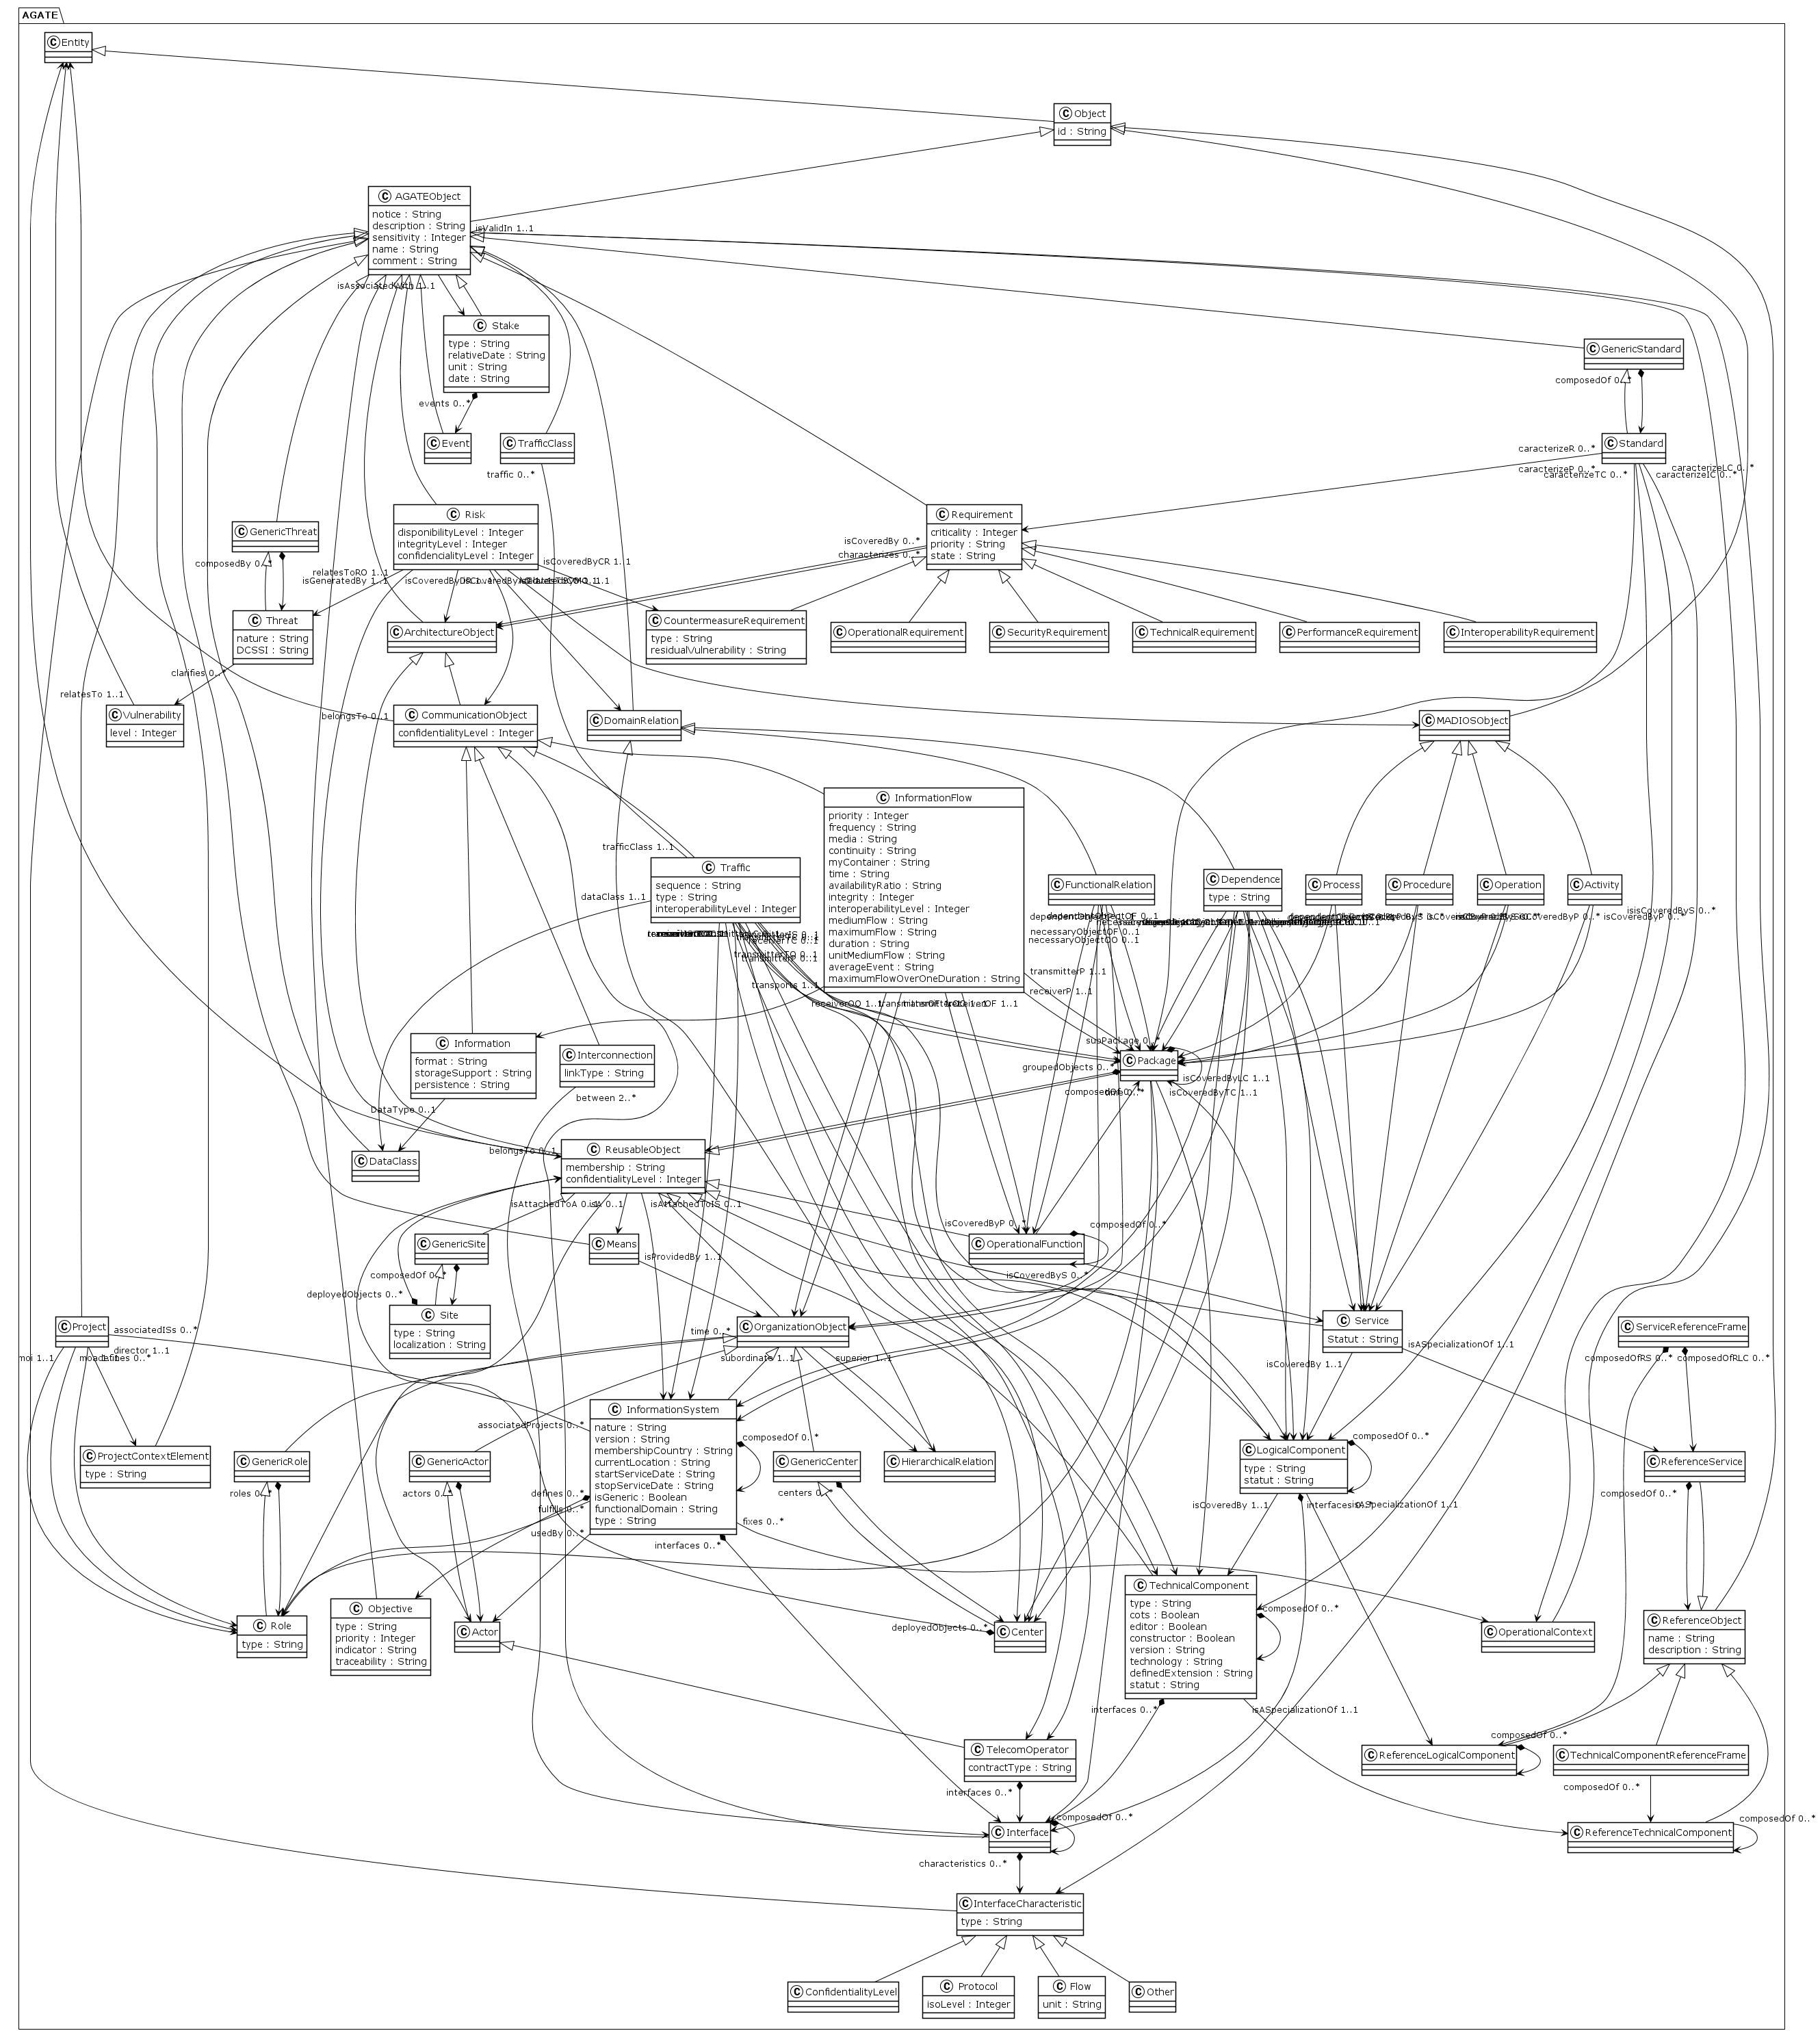 AGATE
Entity
Object
id : String
AGATEObject
notice : String
description : String
sensitivity : Integer
name : String
comment : String
isValidIn 1..1
isAssociatedWith 1..1
Stake
type : String
relativeDate : String
unit : String
date : String
GenericStandard
composedOf 0..*
events 0..*
Event
TrafficClass
Standard
traffic 0..*
caracterizeR 0..*
caracterizeP 0..*
caracterizeTC 0..*
caracterizeLC 0..*
caracterizeIC 0..*
GenericThreat
Risk
disponibilityLevel : Integer
integrityLevel : Integer
confidencialityLevel : Integer
Requirement
criticality : Integer
priority : String
state : String
isCoveredBy 0..*
characterizes 0..*
composedBy 0..*
relatesToRO 1..1
isGeneratedBy 1..1
isCoveredByCR 1..1
Threat
nature : String
DCSSI : String
ArchitectureObject
CountermeasureRequirement
type : String
residualVulnerability : String
OperationalRequirement
SecurityRequirement
TechnicalRequirement
PerformanceRequirement
InteroperabilityRequirement
clarifies 0..*
relatesTo 1..1
belongsTo 0..1
Vulnerability
level : Integer
CommunicationObject
confidentialityLevel : Integer
DomainRelation
MADIOSObject
InformationFlow
priority : Integer
frequency : String
media : String
continuity : String
myContainer : String
time : String
availabilityRatio : String
integrity : Integer
interoperabilityLevel : Integer
mediumFlow : String
maximumFlow : String
duration : String
unitMediumFlow : String
averageEvent : String
maximumFlowOverOneDuration : String
trafficClass 1..1
dataClass 1..1
Traffic
sequence : String
type : String
interoperabilityLevel : Integer
FunctionalRelation
Dependence
type : String
Process
Procedure
Operation
Activity
isisCoveredByS 0..*
isCoveredByP 0..*
necessaryObjectOF 0..1
necessaryObjectOO 0..1
receiverTC 0..1
transmitterTO 0..1
transmitterP 0..1
transports 1..1
transmitterP 1..1
receiverP 1..1
receiverOO 1..1
receiverOF 1..1
Information
format : String
storageSupport : String
persistence : String
Interconnection
linkType : String
between 2..*
subPackage 0..*
Package
groupedObjects 0..*
isCoveredByLC 1..1
isCoveredByTC 1..1
composedOf 0..*
time 0..*
DataType 0..1
DataClass
belongsTo 0..1
ReusableObject
membership : String
confidentialityLevel : Integer
isAttachedToA 0..1
isA 0..1
isAttachedToIS 0..1
isCoveredByP 0..*
composedOf 0..*
GenericSite
Means
OperationalFunction
isProvidedBy 1..1
composedOf 0..*
isCoveredByS 0..*
deployedObjects 0..*
Site
type : String
localization : String
Project
associatedISs 0..*
director 1..1
moi 1..1
moa 1..1
defines 0..*
time 0..*
OrganizationObject
subordinate 1..1
superior 1..1
Service
Statut : String
ServiceReferenceFrame
isASpecializationOf 1..1
isCoveredBy 1..1
composedOfRS 0..*
composedOfRLC 0..*
InformationSystem
nature : String
version : String
membershipCountry : String
currentLocation : String
startServiceDate : String
stopServiceDate : String
isGeneric : Boolean
functionalDomain : String
type : String
associatedProjects 0..*
composedOf 0..*
ProjectContextElement
type : String
GenericRole
GenericActor
GenericCenter
HierarchicalRelation
LogicalComponent
type : String
statut : String
composedOf 0..*
ReferenceService
roles 0..*
actors 0..*
defines 0..*
fulfills 0..*
usedBy 0..*
centers 0..*
fixes 0..*
interfaces 0..*
isCoveredBy 1..1
interfaces 0..*
isASpecializationOf 1..1
composedOf 0..*
Role
type : String
Objective
type : String
priority : Integer
indicator : String
traceability : String
Actor
deployedObjects 0..*
Center
TechnicalComponent
type : String
cots : Boolean
editor : Boolean
constructor : Boolean
version : String
technology : String
definedExtension : String
statut : String
composedOf 0..*
OperationalContext
ReferenceObject
name : String
description : String
interfaces 0..*
isASpecializationOf 1..1
TelecomOperator
contractType : String
ReferenceLogicalComponent
composedOf 0..*
TechnicalComponentReferenceFrame
interfaces 0..*
composedOf 0..*
Interface
composedOf 0..*
ReferenceTechnicalComponent
composedOf 0..*
characteristics 0..*
InterfaceCharacteristic
type : String
ConfidentialityLevel
Protocol
isoLevel : Integer
Flow
unit : String
Other